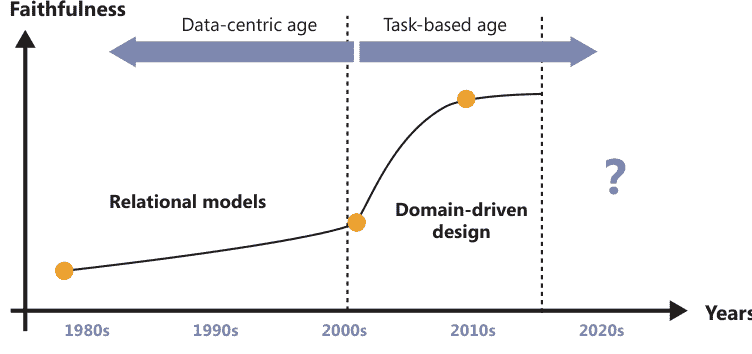 Faithfulness
Data-centric age
Task-based age
?
Relational models
Domain-driven
design
Years
1980s
1990s
2000s
2010s
2020s